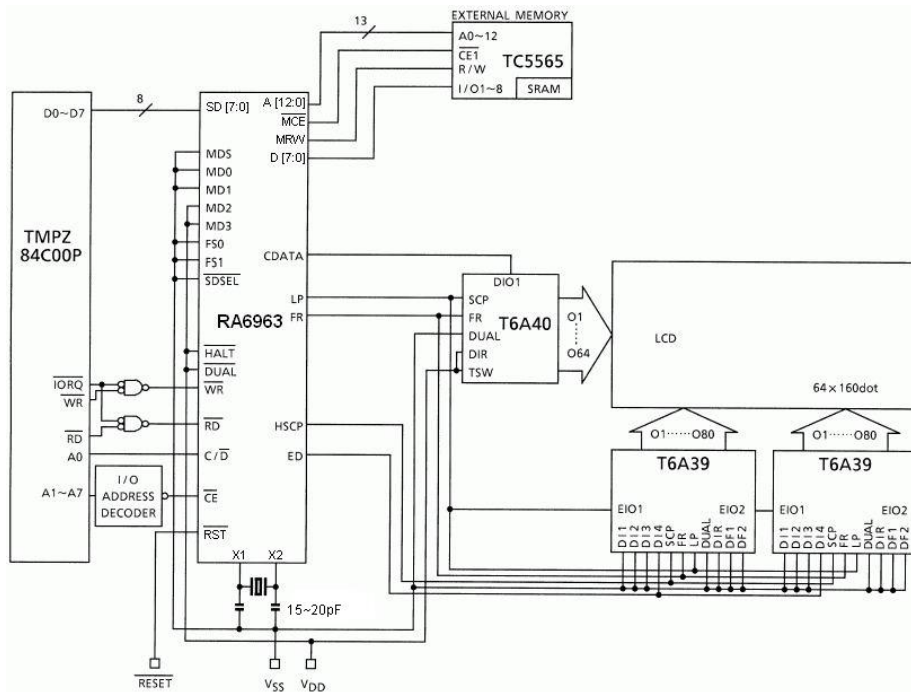 EXTERNAL MEMORY
13
A0~12
CE1
R/W
I/O1~8
TC5565
SRAM
D0~D7
8
SD [7:0]
A [12:0]
MCE
MRW
D [7:0]
MDS
MD0
MD1
MD2
MD3
FS0
FS1
SDSEL
TMPZ
84C00P
CDATA
DIO1
LP
FR
RA6963
SCP
FR
DUAL
DIR
TSW
T6A40
O1
O64
LCD
64×160dot
HALT
DUAL
IORQ
WR
WR
RD
RD
A0
C/D
A1~A7
I/O
ADDRESS
DECODER
CE
RST
HSCP
ED
O1······O80
O1······O80
T6A39
T6A39
EIO1
EIO2
EIO1
EIO2
DI1
DI2
DI3
DI4
SCP
FR
LP
DUAL
DIR
DF1
DF2
DI1
DI2
DI3
DI4
SCP
FR
LP
DUAL
DIR
DF1
DF2
X1
X2
15~20pF
RESET
VSS
VDD